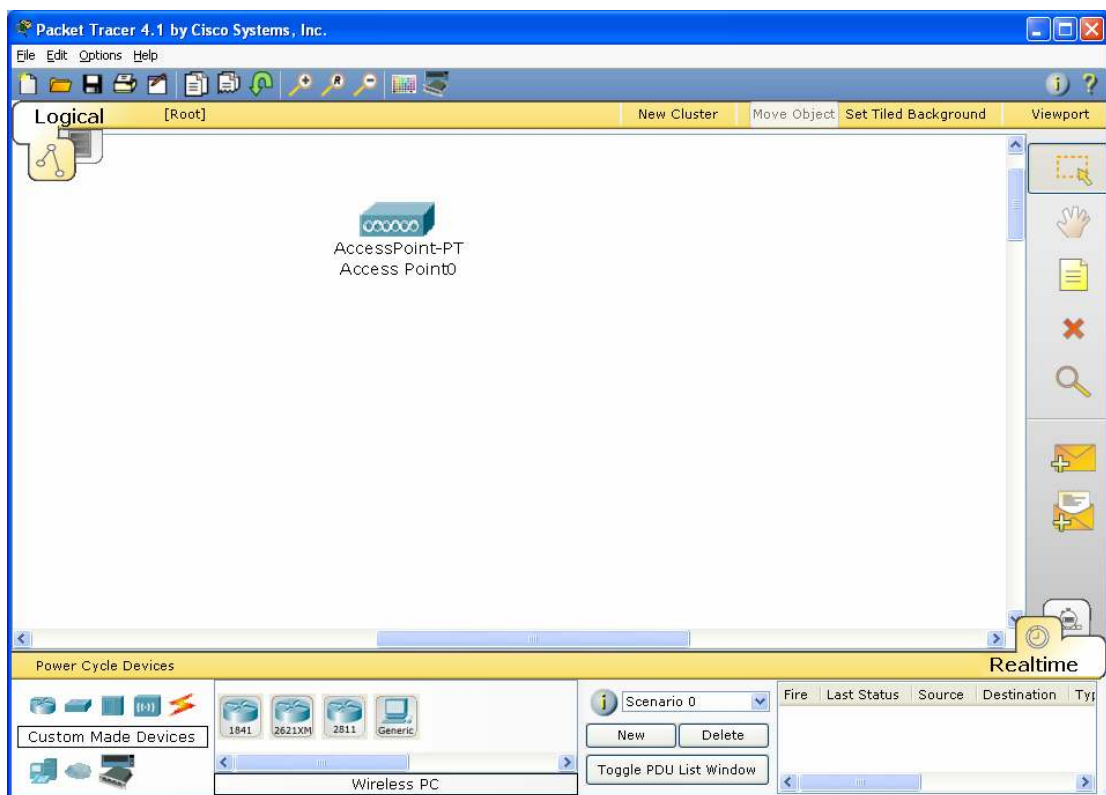 Packet Tracer 4.1 by Cisco Systems, Inc.
File Edit Options Help
Logical [Root] New Cluster Move Object Set Tiled Background Viewport
AccessPoint-PT
Access Point0
Power Cycle Devices Realtime
Custom Made Devices
1841 2621XM 2811 Generic
Wireless PC
Scenario 0
New Delete
Toggle PDU List Window
Fire Last Status Source Destination Typ